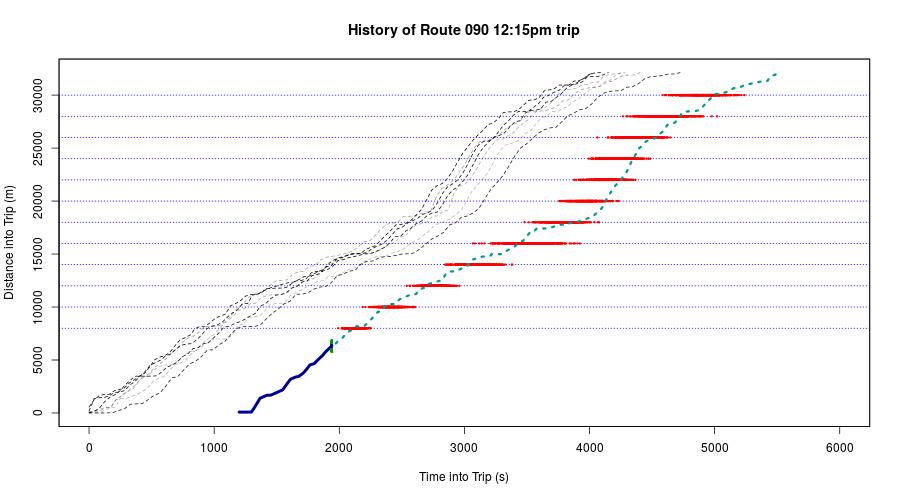 History of Route 090 12:15pm trip
Distance into Trip (m)
30000
25000
20000
15000
10000
5000
0
0 1000 2000 3000 4000 5000 6000
Time into Trip (s)